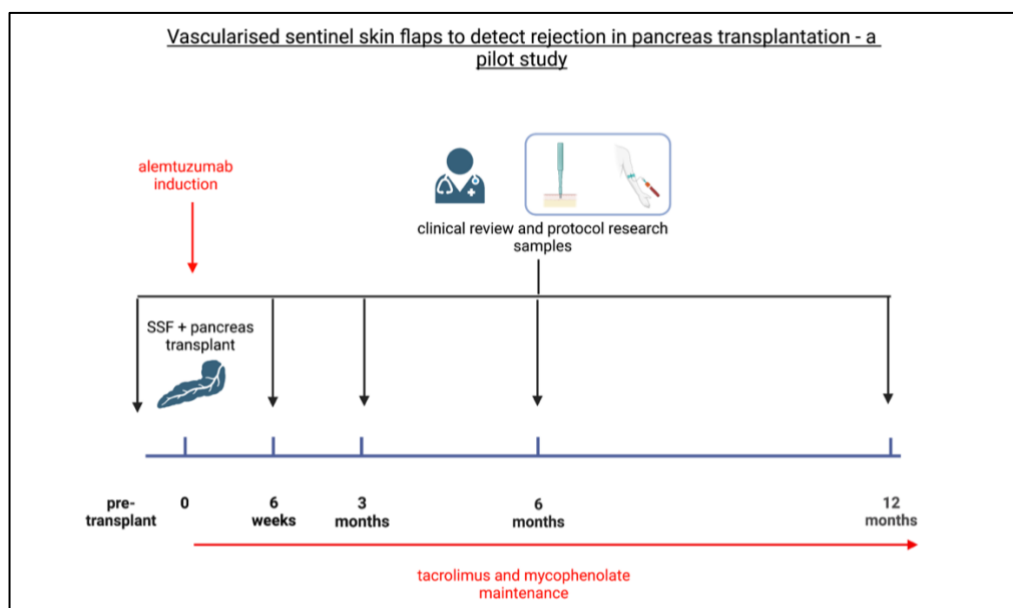 Vascularised sentinel skin flaps to detect rejection in pancreas transplantation - a
pilot study
alemtuzumab
induction
clinical review and protocol research
samples
SSF + pancreas
transplant
pre-
transplant
0
6
weeks
3
months
6
months
12
months
tacrolimus and mycophenolate
maintenance